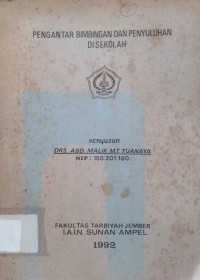 PENGANTAR BIMBINGAN DAN PENYULUHAN
DI SEKOLAH
PENYUSUN
DRS. ABD. MALIK M.T. TUANAYA
NIP : 150 201 160
FAKULTAS TARBIYAH JEMBER
I.A.I.N. SUNAN AMPEL
1992